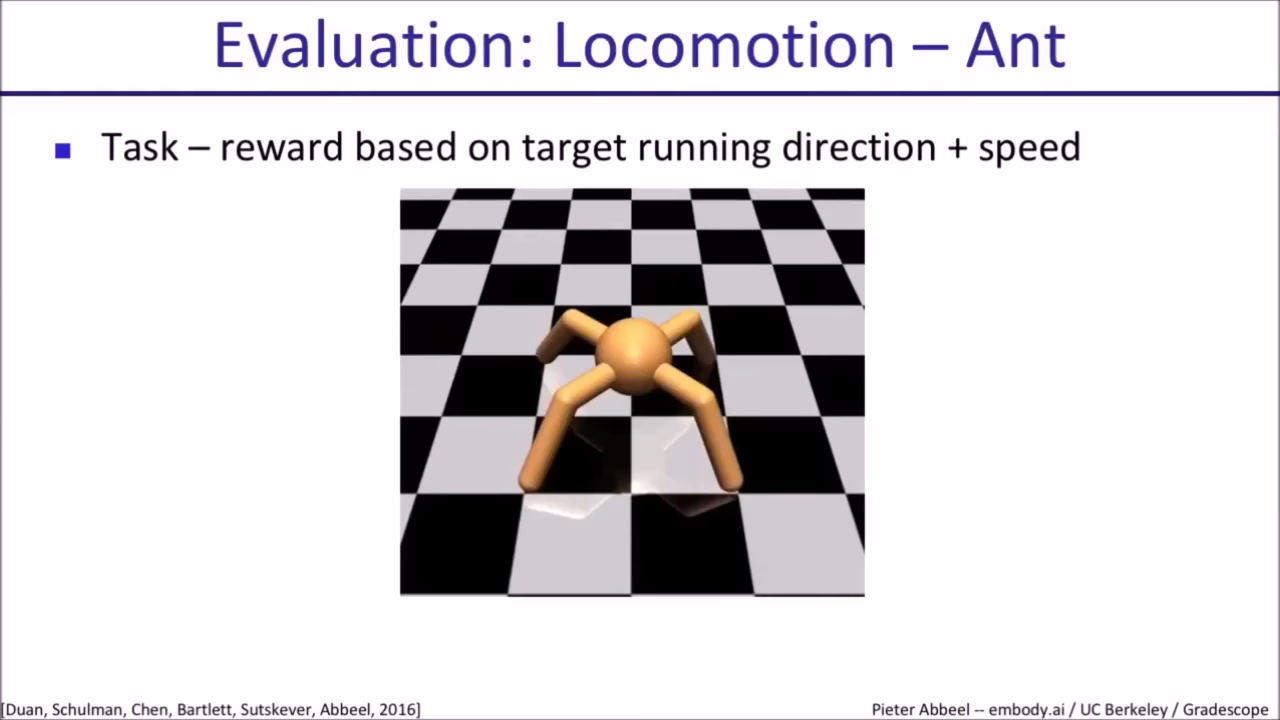 Evaluation: Locomotion – Ant
Task – reward based on target running direction + speed
[Duan, Schulman, Chen, Bartlett, Sutskever, Abbeel, 2016]
Pieter Abbeel -- embody.ai / UC Berkeley / Gradescope